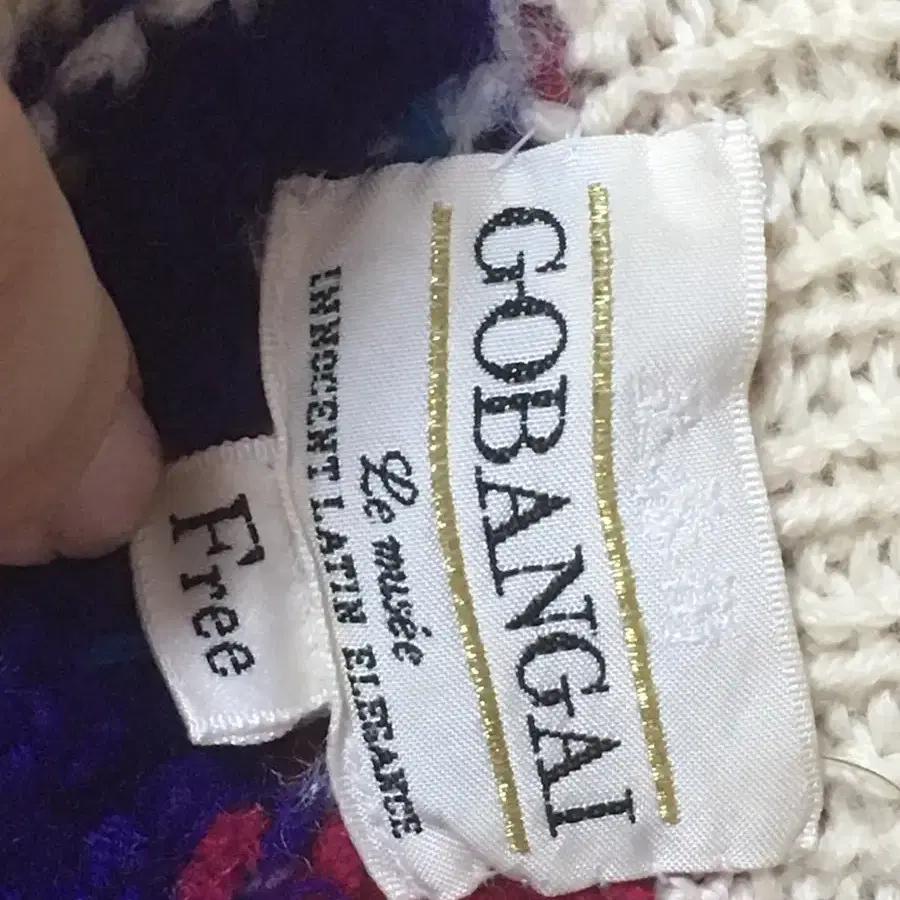 GOBANGAI
Le musée
INNOCENT LATIN ELEGANCE
Free